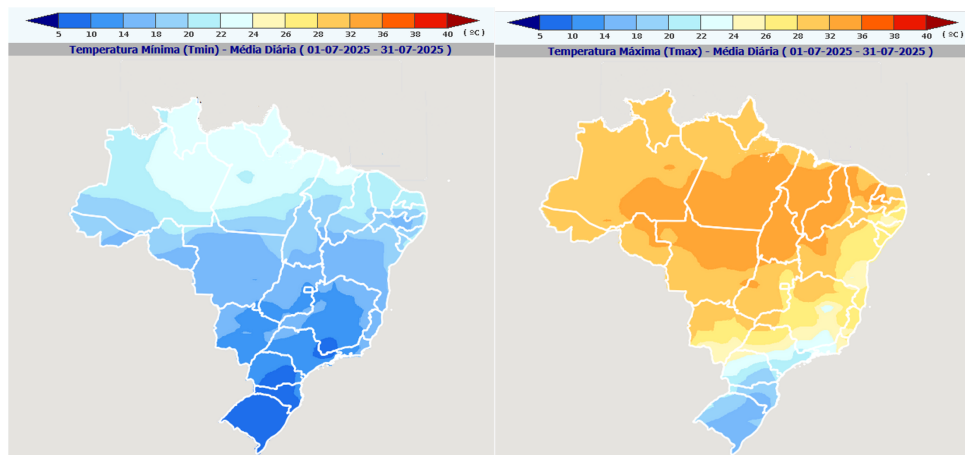 5 10 14 18 20 22 24 26 28 32 36 38 40 ( ºC)
Temperatura Mínima (Tmin) - Média Diária ( 01-07-2025 - 31-07-2025 )
5 10 14 18 20 22 24 26 28 32 36 38 40 ( ºC)
Temperatura Máxima (Tmax) - Média Diária ( 01-07-2025 - 31-07-2025 )